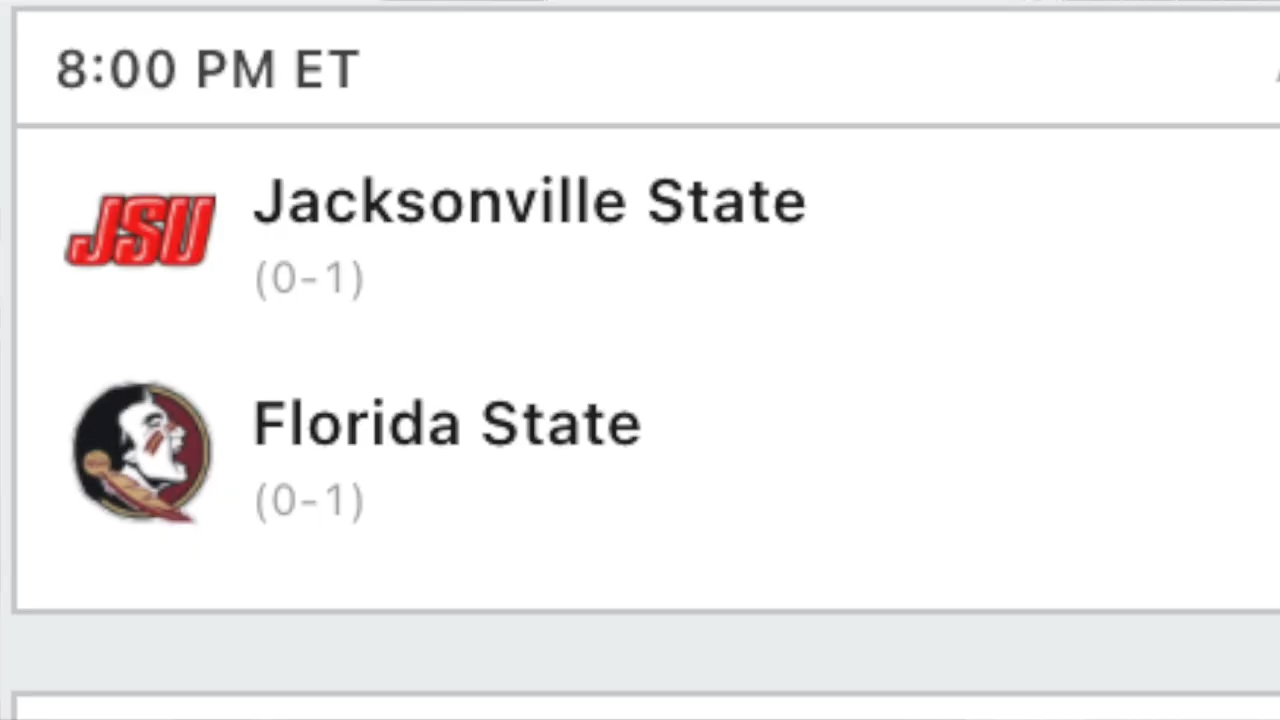 8:00 PM ET
JSU
Jacksonville State
(0-1)
Florida State
(0-1)